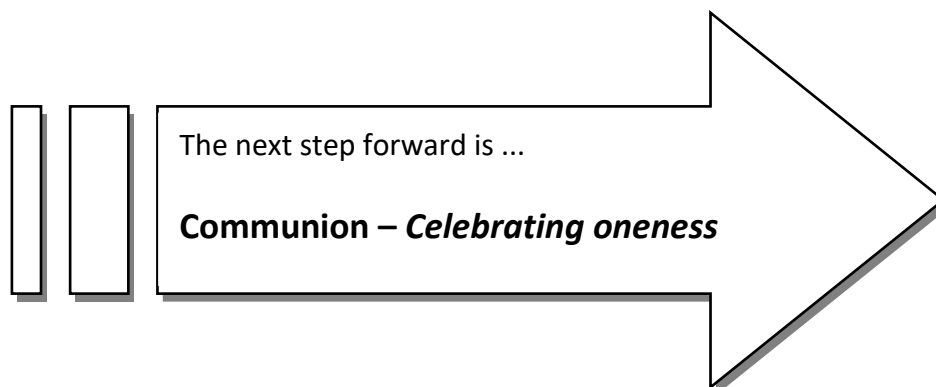 The next step forward is ...
Communion – Celebrating oneness